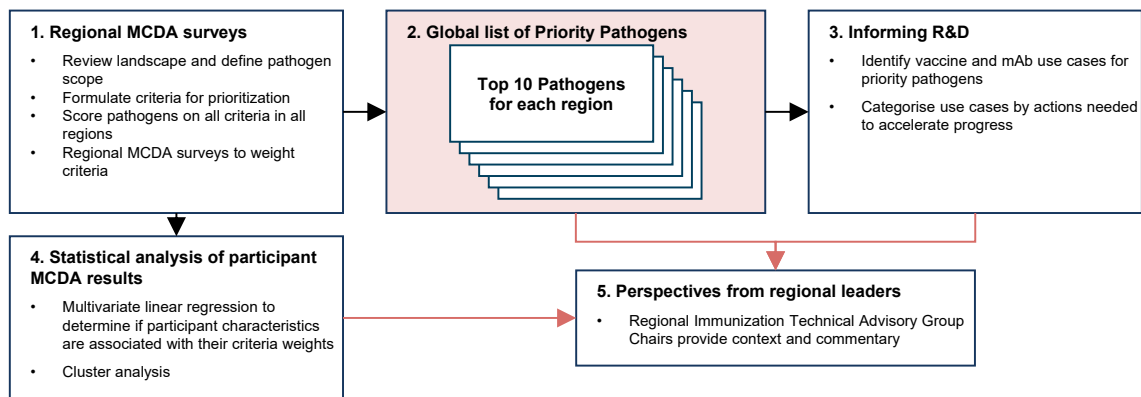 1. Regional MCDA surveys
• Review landscape and define pathogen
scope
• Formulate criteria for prioritization
• Score pathogens on all criteria in all
regions
• Regional MCDA surveys to weight
criteria
2. Global list of Priority Pathogens
Top 10 Pathogens
for each region
3. Informing R&D
• Identify vaccine and mAb use cases for
priority pathogens
• Categorise use cases by actions needed
to accelerate progress
4. Statistical analysis of participant
MCDA results
• Multivariate linear regression to
determine if participant characteristics
are associated with their criteria weights
• Cluster analysis
5. Perspectives from regional leaders
• Regional Immunization Technical Advisory Group
Chairs provide context and commentary